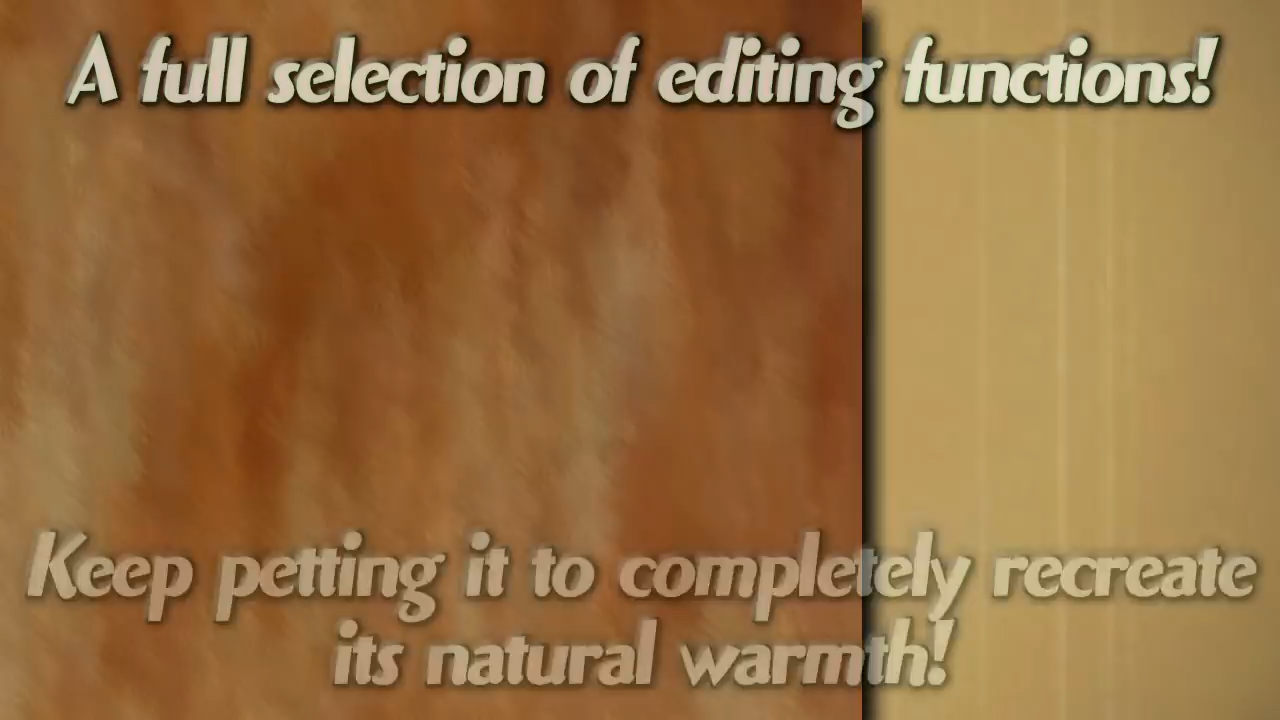 A full selection of editing functions!
Keep petting it to completely recreate
its natural warmth!